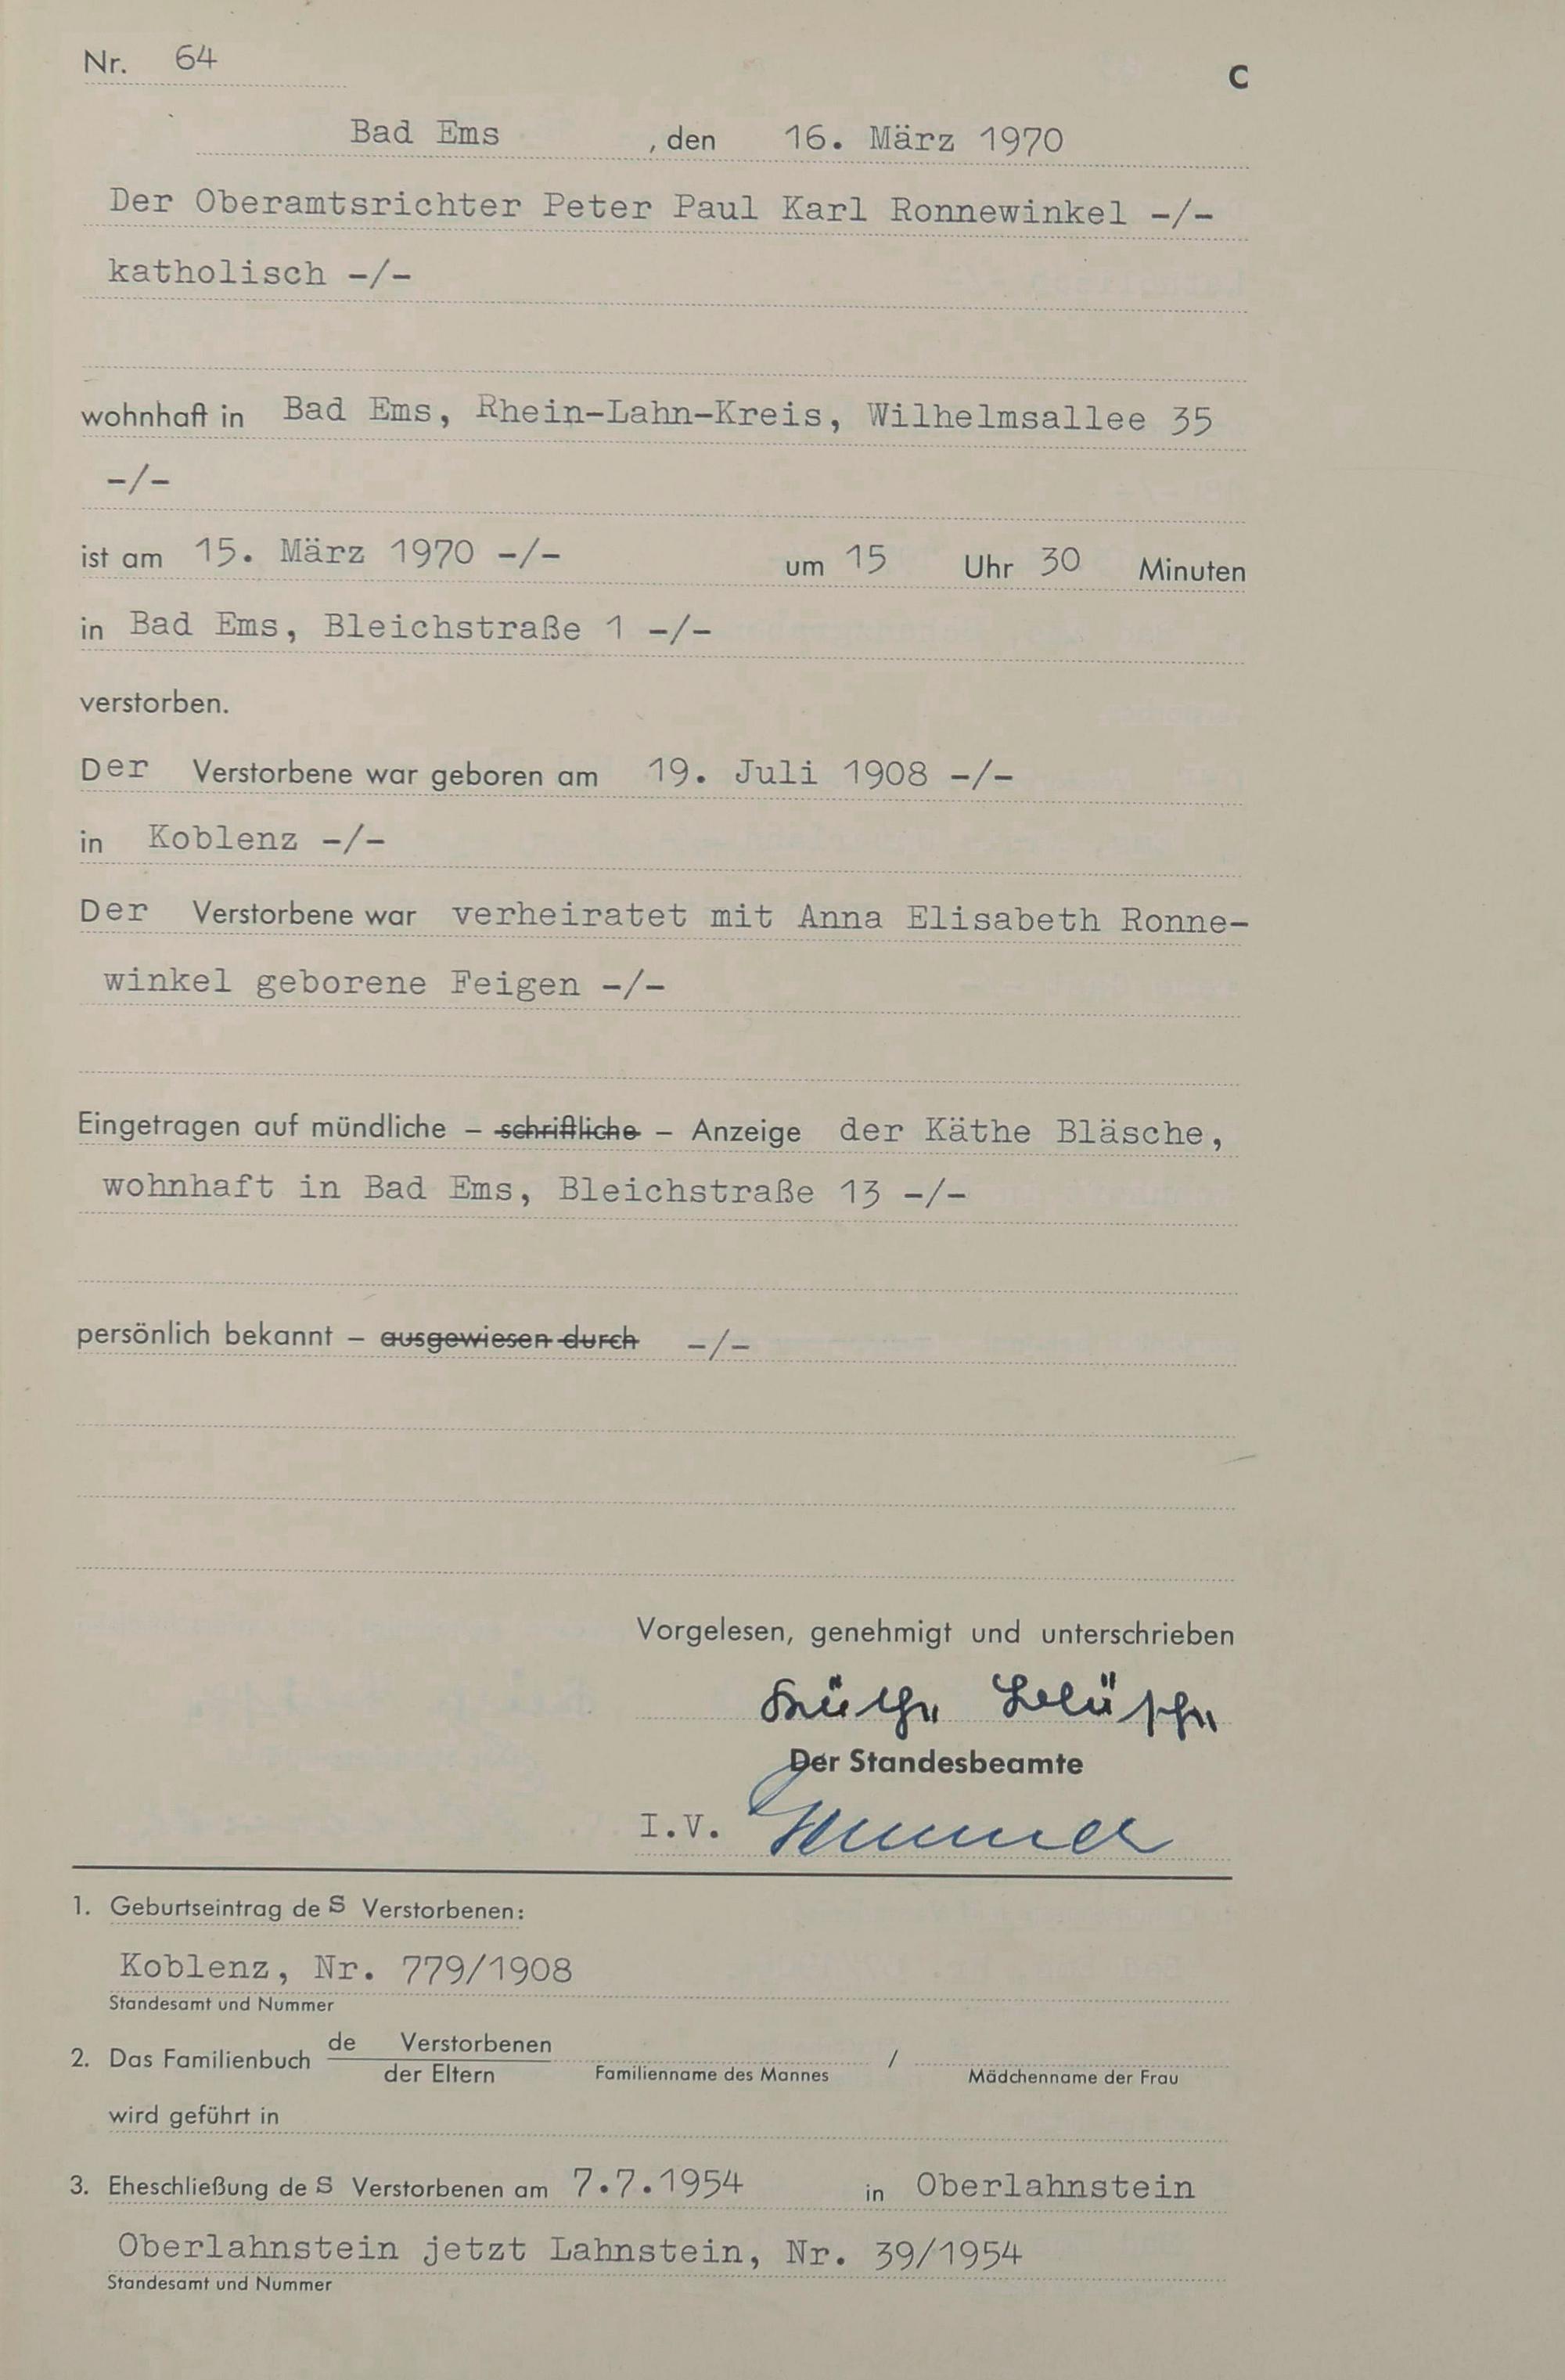 Nr. 64
C
Bad Ems , den 16. März 1970
Der Oberamtsrichter Peter Paul Karl Ronnewinkel -/-
katholisch -/-
wohnhaft in Bad Ems, Rhein-Lahn-Kreis, Wilhelmsallee 35
-/-
ist am 15. März 1970 -/- um 15 Uhr 30 Minuten
in Bad Ems, Bleichstraße 1 -/-
verstorben.
Der Verstorbene war geboren am 19. Juli 1908 -/-
in Koblenz -/-
Der Verstorbene war verheiratet mit Anna Elisabeth Ronne-
winkel geborene Feigen -/-
Eingetragen auf mündliche – schriftliche – Anzeige der Käthe Bläsche,
wohnhaft in Bad Ems, Bleichstraße 13 -/-
persönlich bekannt – ausgewiesen durch -/-
Vorgelesen, genehmigt und unterschrieben
Käthe Bläsche
Der Standesbeamte
I.V.
1. Geburtseintrag des Verstorbenen:
Koblenz, Nr. 779/1908
Standesamt und Nummer
2. Das Familienbuch de Verstorbenen /
der Eltern Familienname des Mannes Mädchenname der Frau
wird geführt in
3. Eheschließung des Verstorbenen am 7.7.1954 in Oberlahnstein
Oberlahnstein jetzt Lahnstein, Nr. 39/1954
Standesamt und Nummer